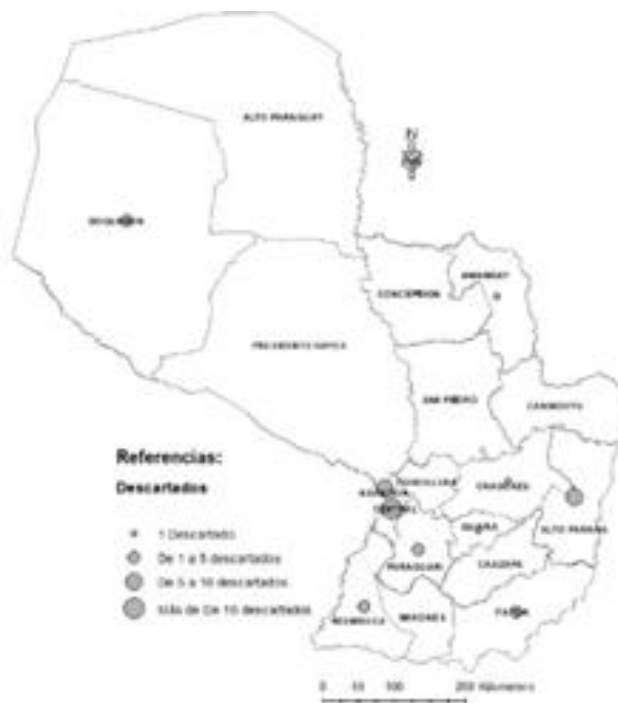 ALTO PARAGUAY
N
BOQUERON
CONCEPCION
AMAMBAY
PRESIDENTE HAYES
SAN PEDRO
CANINDEYU
Referencias:
Descartados
1 Descartado
De 1 a 5 descartados
De 5 a 10 descartados
Más de De 10 descartados
CORDILLERA
CAAGUAZU
ASUNCION
CENTRAL
GUAIRA
ALTO PARANA
PARAGUARI
CAAZAPA
ÑEEMBUCU
MISIONES
ITAPUA
0 50 100 200 Kilometers